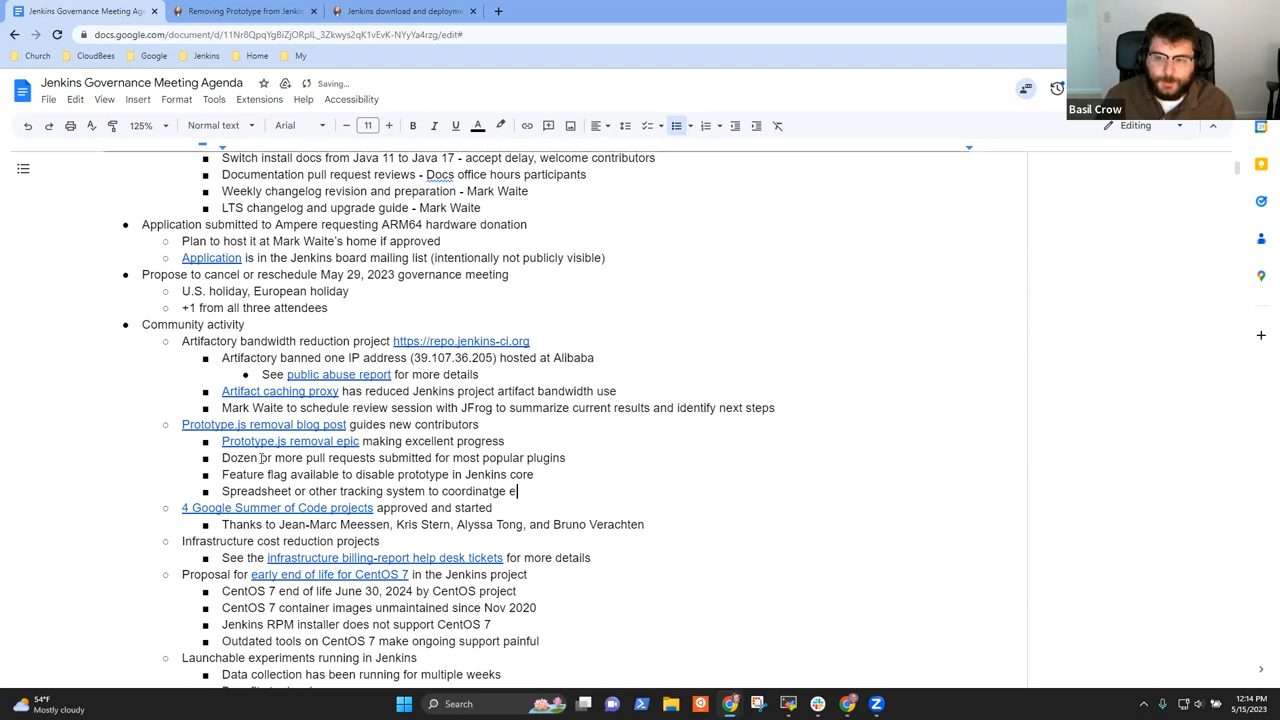 Jenkins Governance Meeting Age
Removing Prototype from Jenkin
Jenkins download and deployme
docs.google.com/document/d/11Nr8QpqYgBiZjORpIL_3Zkwys2qK1vEvK-NYyYa4rzg/edit#
Church
CloudBees
Google
Jenkins
Home
My
Basil Crow
Jenkins Governance Meeting Agenda
Saving...
File Edit View Insert Format Tools Extensions Help Accessibility
125% Normal text Arial 11 Editing
Switch install docs from Java 11 to Java 17 - accept delay, welcome contributors
Documentation pull request reviews - Docs office hours participants
Weekly changelog revision and preparation - Mark Waite
LTS changelog and upgrade guide - Mark Waite
Application submitted to Ampere requesting ARM64 hardware donation
Plan to host it at Mark Waite's home if approved
Application is in the Jenkins board mailing list (intentionally not publicly visible)
Propose to cancel or reschedule May 29, 2023 governance meeting
U.S. holiday, European holiday
+1 from all three attendees
Community activity
Artifactory bandwidth reduction project https://repo.jenkins-ci.org
Artifactory banned one IP address (39.107.36.205) hosted at Alibaba
See public abuse report for more details
Artifact caching proxy has reduced Jenkins project artifact bandwidth use
Mark Waite to schedule review session with JFrog to summarize current results and identify next steps
Prototype.js removal blog post guides new contributors
Prototype.js removal epic making excellent progress
Dozen or more pull requests submitted for most popular plugins
Feature flag available to disable prototype in Jenkins core
Spreadsheet or other tracking system to coordinatge e
4 Google Summer of Code projects approved and started
Thanks to Jean-Marc Meessen, Kris Stern, Alyssa Tong, and Bruno Verachten
Infrastructure cost reduction projects
See the infrastructure billing-report help desk tickets for more details
Proposal for early end of life for CentOS 7 in the Jenkins project
CentOS 7 end of life June 30, 2024 by CentOS project
CentOS 7 container images unmaintained since Nov 2020
Jenkins RPM installer does not support CentOS 7
Outdated tools on CentOS 7 make ongoing support painful
Launchable experiments running in Jenkins
Data collection has been running for multiple weeks
54°F
Mostly cloudy
Search
12:14 PM
5/15/2023